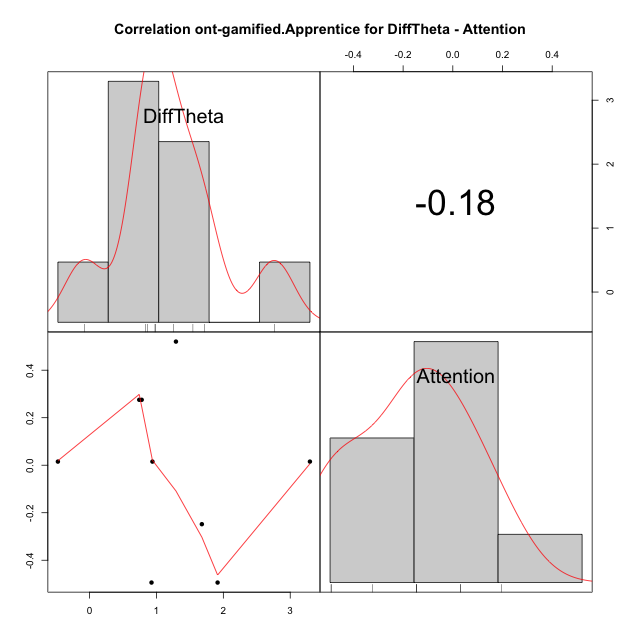 Correlation ont-gamified.Apprentice for DiffTheta - Attention
-0.4 -0.2 0.0 0.2 0.4
DiffTheta
-0.18
3
2
1
0
0.4
0.2
0.0
-0.2
-0.4
Attention
0 1 2 3